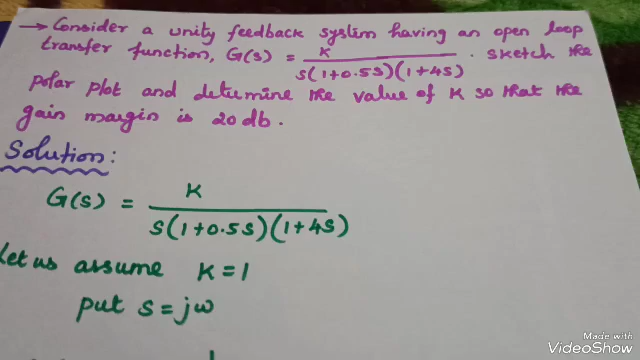 → Consider a unity feedback system having an open loop
transfer function, G(s) = K / s(1+0.5s)(1+4s) . Sketch the
polar plot and determine the value of K so that the
gain margin is 20 db.
Solution:
G(s) = K / s(1+0.5s)(1+4s)
Let us assume K = 1
put s = jω
Made with
VideoShow